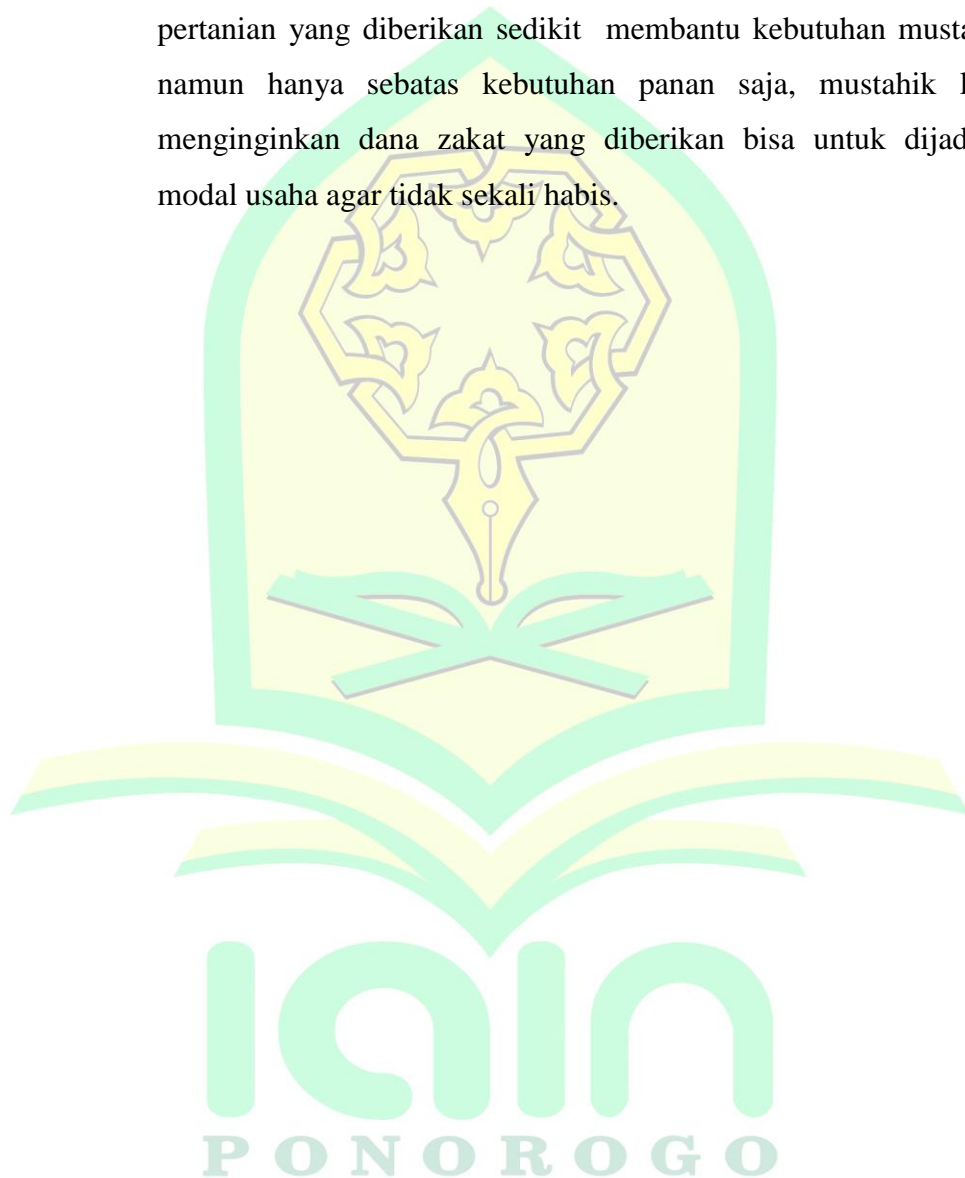 pertanian yang diberikan sedikit membantu kebutuhan musta
namun hanya sebatas kebutuhan panan saja, mustahik
menginginkan dana zakat yang diberikan bisa untuk dijad
modal usaha agar tidak sekali habis.
iain
PONOROGO